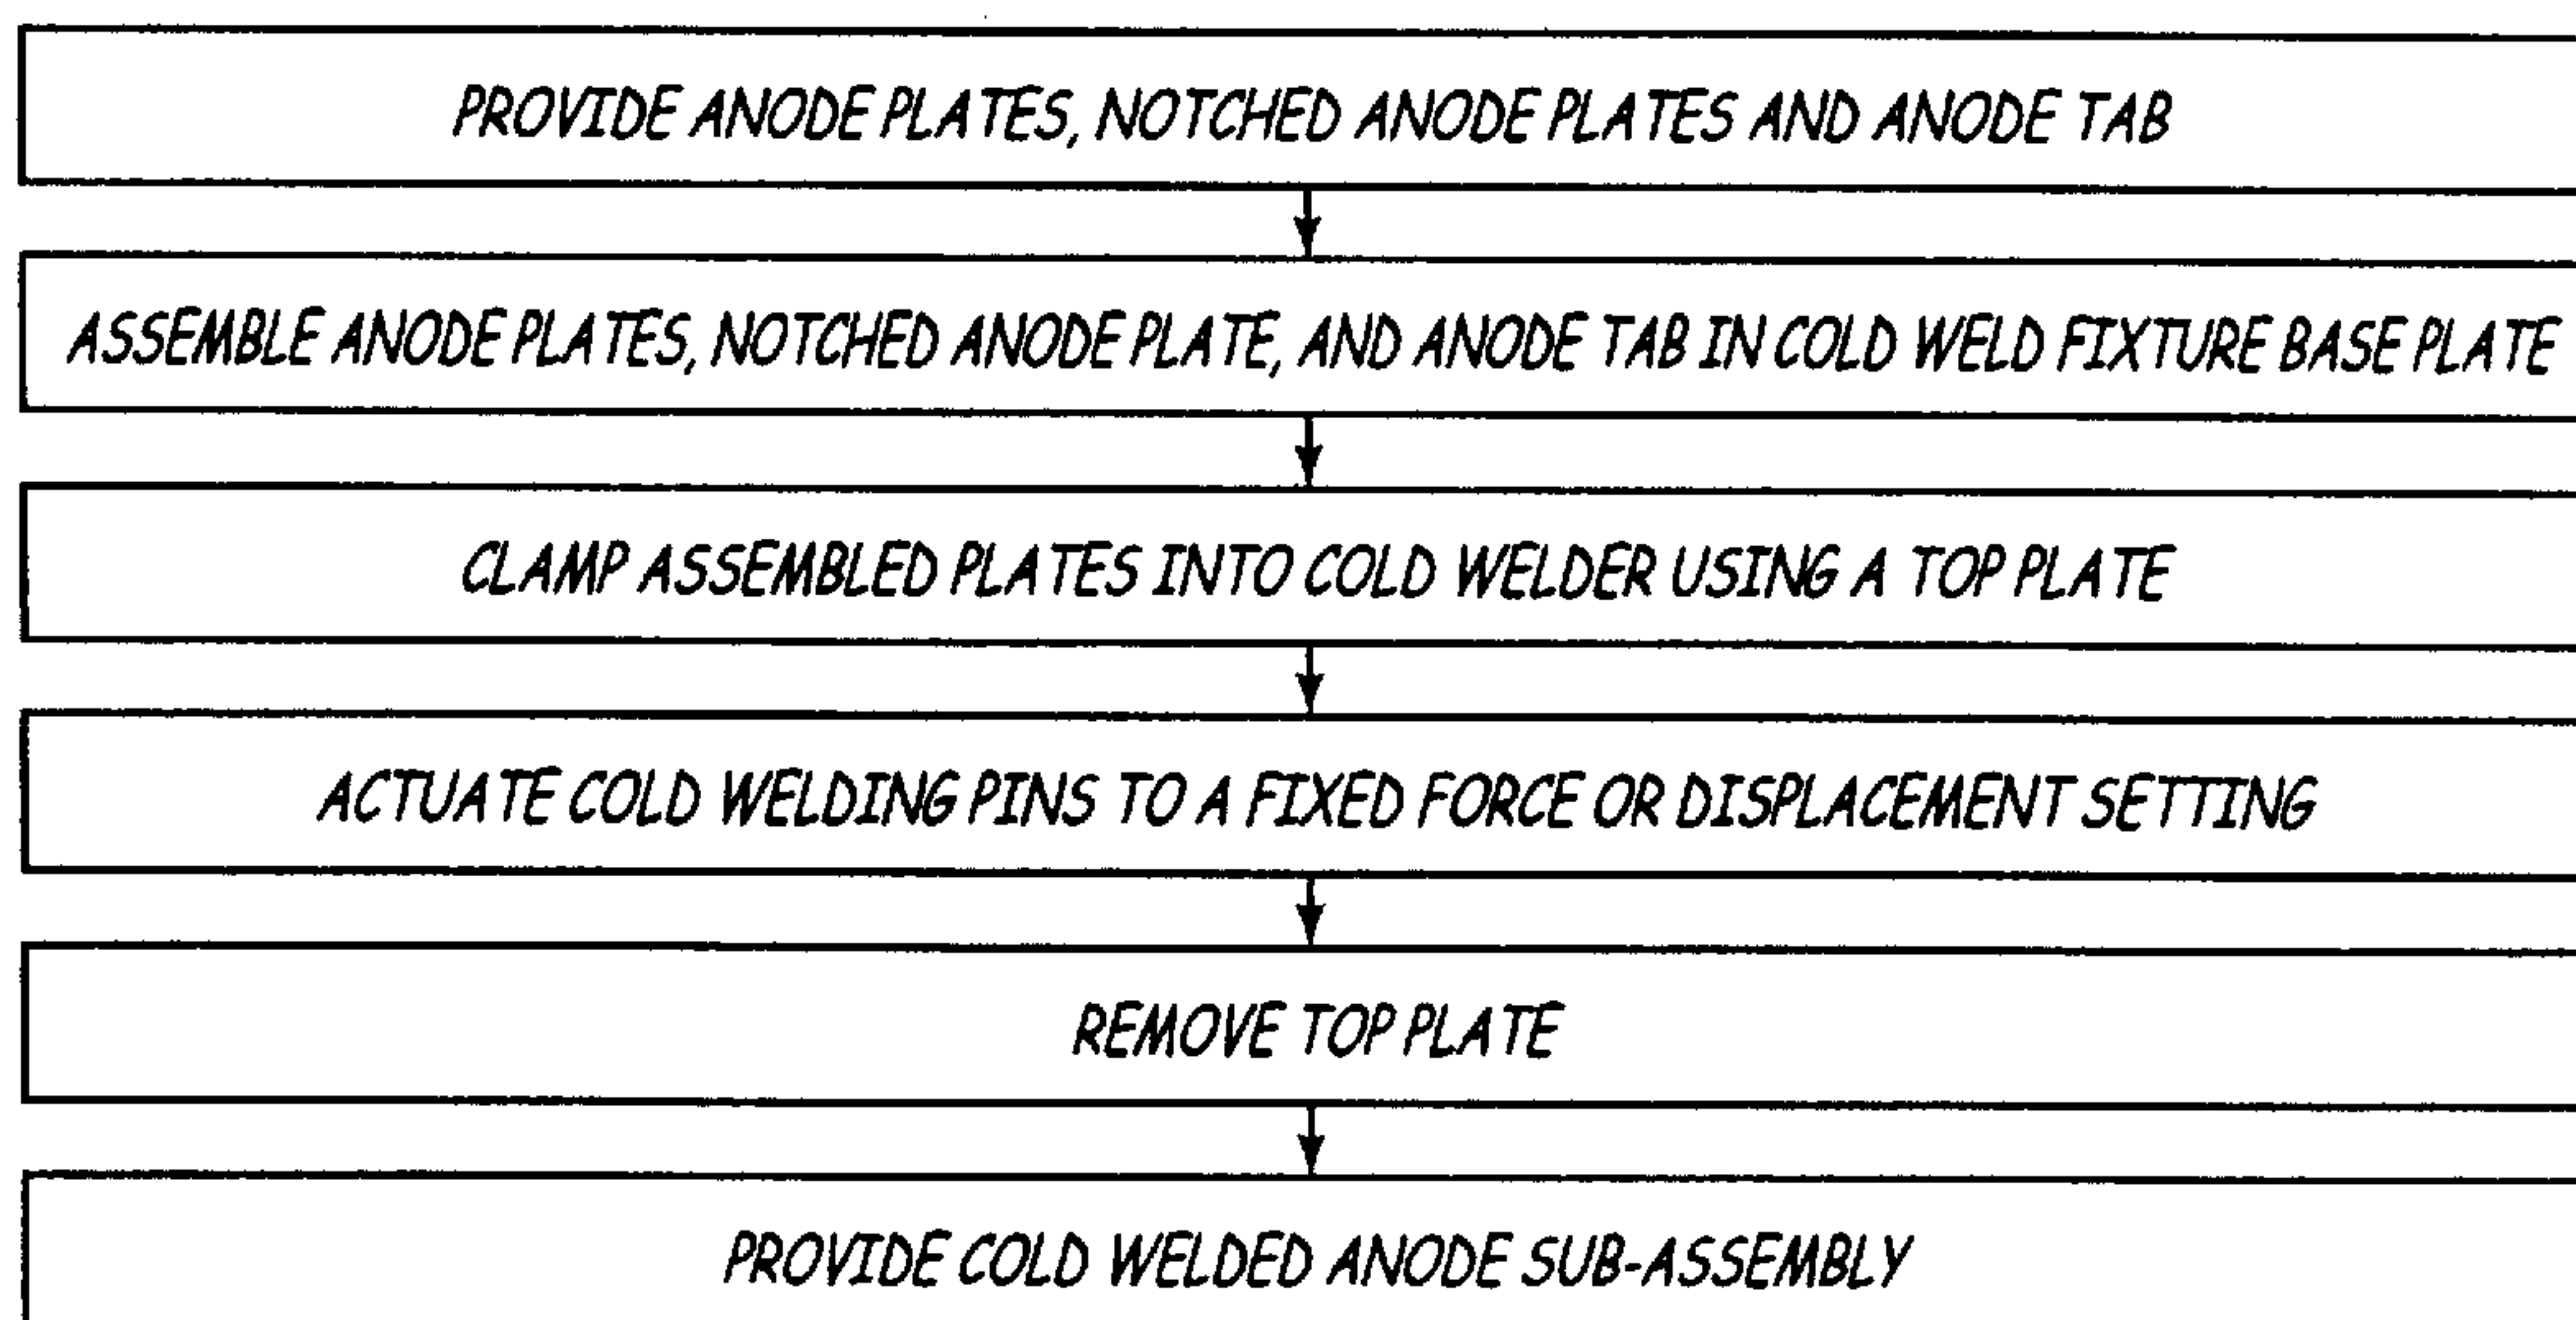 PROVIDE ANODE PLATES, NOTCHED ANODE PLATES AND ANODE TAB
ASSEMBLE ANODE PLATES, NOTCHED ANODE PLATE, AND ANODE TAB IN COLD WELD FIXTURE BASE PLATE
CLAMP ASSEMBLED PLATES INTO COLD WELDER USING A TOP PLATE
ACTUATE COLD WELDING PINS TO A FIXED FORCE OR DISPLACEMENT SETTING
REMOVE TOP PLATE
PROVIDE COLD WELDED ANODE SUB-ASSEMBLY